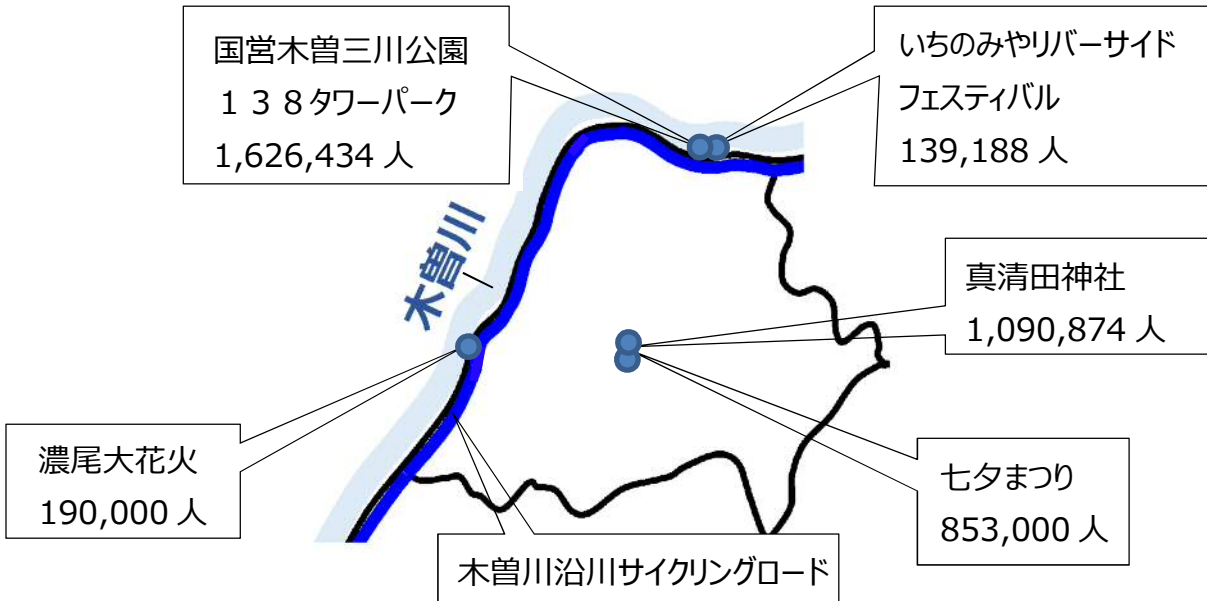 国営木曽三川公園
１３８タワーパーク
1,626,434 人
いちのみやリバーサイド
フェスティバル
139,188 人
木曽川
真清田神社
1,090,874 人
濃尾大花火
190,000 人
七夕まつり
853,000 人
木曽川沿川サイクリングロード